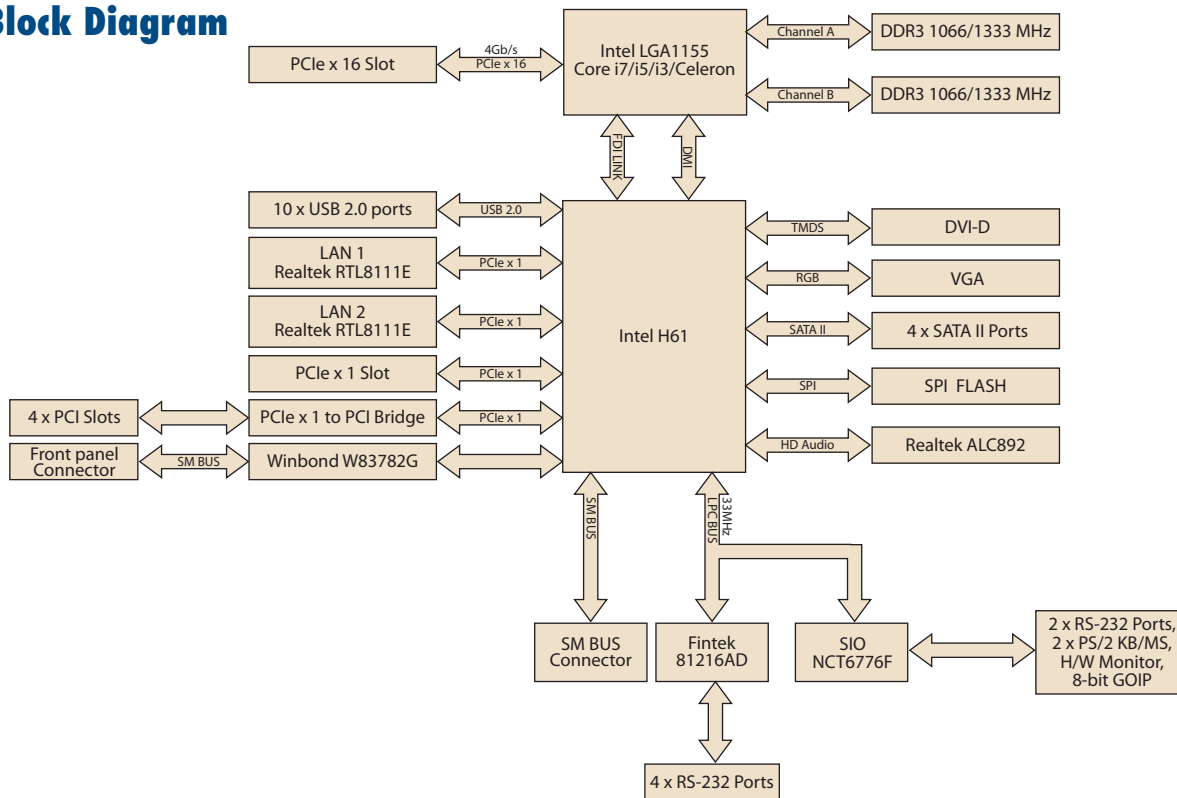 Block Diagram
PCIe x 16 Slot
4Gb/s
PCIe x 16
Intel LGA1155
Core i7/i5/i3/Celeron
Channel A
DDR3 1066/1333 MHz
Channel B
DDR3 1066/1333 MHz
FDI LINK
DMI
10 x USB 2.0 ports
USB 2.0
LAN 1
Realtek RTL8111E
PCIe x 1
LAN 2
Realtek RTL8111E
PCIe x 1
PCIe x 1 Slot
PCIe x 1
4 x PCI Slots
PCIe x 1 to PCI Bridge
PCIe x 1
Front panel
Connector
SM BUS
Winbond W83782G
Intel H61
TMDS
DVI-D
RGB
VGA
SATA II
4 x SATA II Ports
SPI
SPI FLASH
HD Audio
Realtek ALC892
SM BUS
LPC BUS
33MHz
SM BUS
Connector
Fintek
81216AD
SIO
NCT6776F
2 x RS-232 Ports,
2 x PS/2 KB/MS,
H/W Monitor,
8-bit GOIP
4 x RS-232 Ports